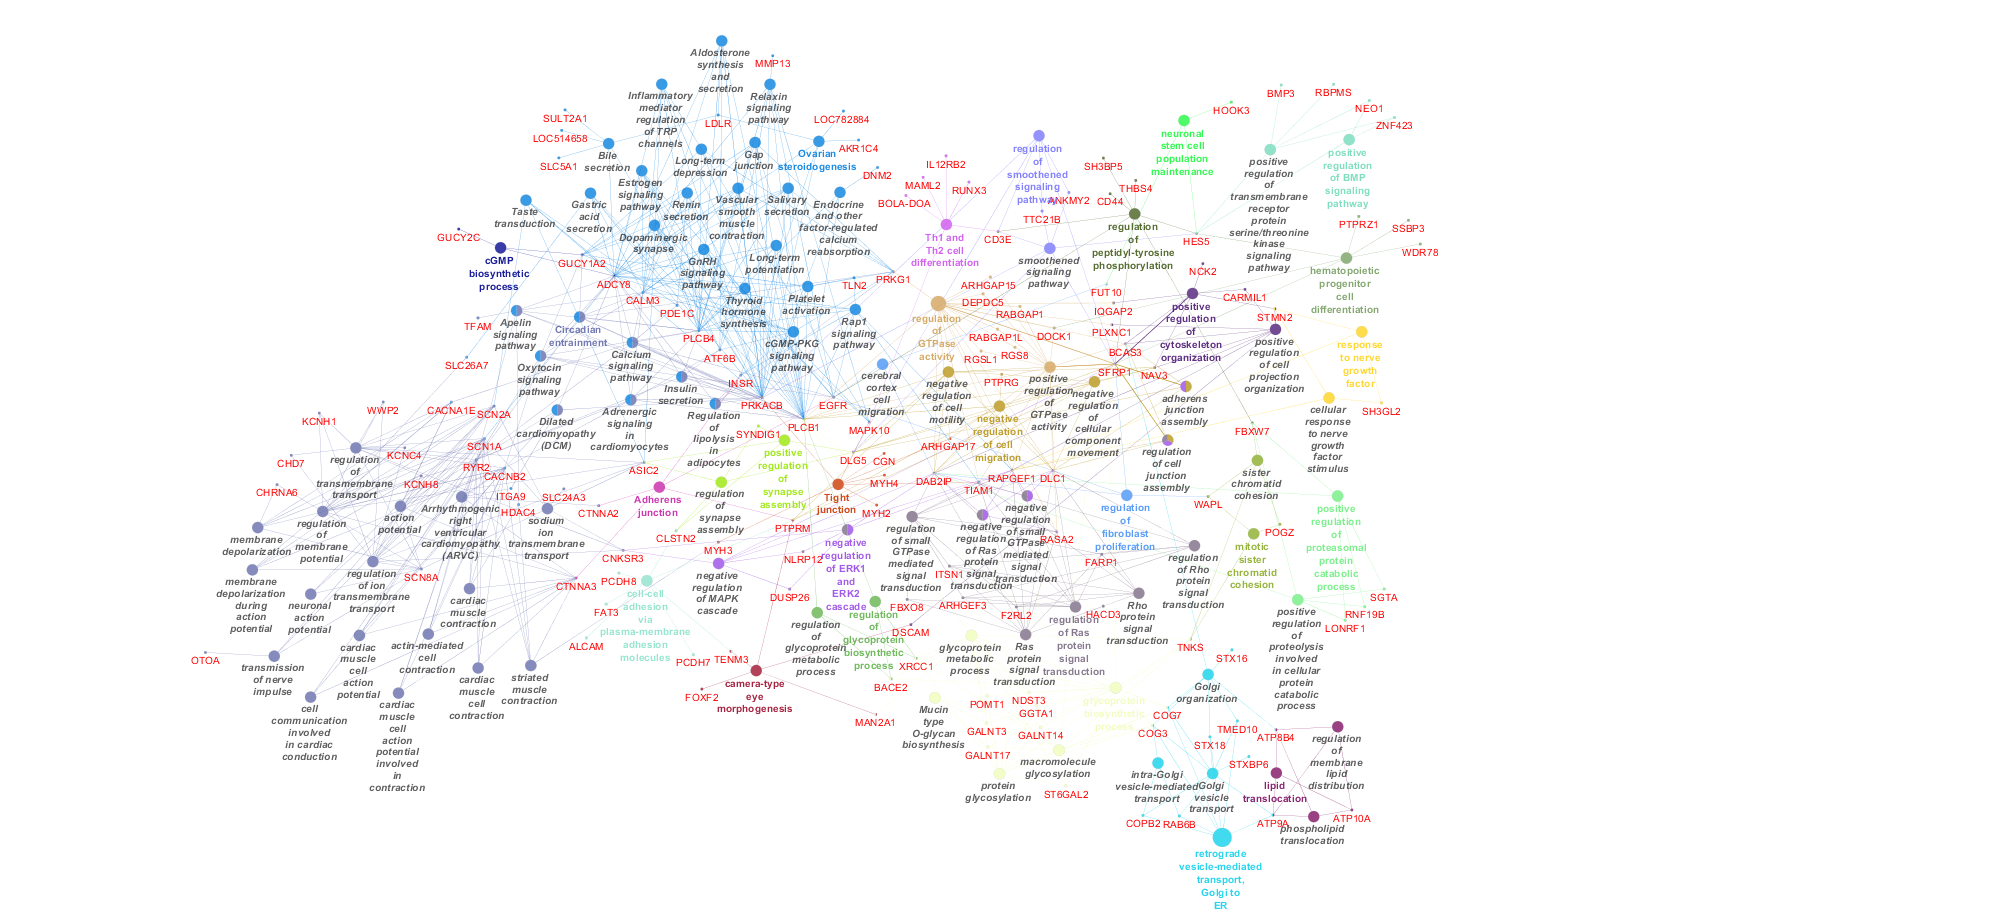 Aldosterone
synthesis
and
secretion
MMP13
Inflammatory
mediator
regulation
of TRP
channels
Relaxin
signaling
pathway
SULT2A1
LOC514658
SLC5A1
Bile
secretion
LDLR
Long-term
depression
Gap
junction
LOC782884
Ovarian
steroidogenesis
AKR1C4
DNM2
Estrogen
signaling
pathway
Renin
secretion
Vascular
smooth
muscle
contraction
Salivary
secretion
Endocrine
and other
factor-regulated
calcium
reabsorption
Taste
transduction
Gastric
acid
secretion
Dopaminergic
synapse
GnRH
signaling
pathway
Long-term
potentiation
GUCY2C
cGMP
biosynthetic
process
GUCY1A2
ADCY8
CALM3
PDE1C
Thyroid
hormone
synthesis
Platelet
activation
TLN2
PRKG1
Rap1
signaling
pathway
cGMP-PKG
signaling
pathway
PLCB4
ATF6B
INSR
TFAM
SLC26A7
Apelin
signaling
pathway
Circadian
entrainment
Oxytocin
signaling
pathway
Calcium
signaling
pathway
Insulin
secretion
Dilated
cardiomyopathy
(DCM)
Adrenergic
signaling
in
cardiomyocytes
Regulation
of
lipolysis
in
adipocytes
PRKACB
EGFR
PLCB1
MAPK10
IL12RB2
MAML2
RUNX3
BOLA-DOA
Th1 and
Th2 cell
differentiation
regulation
of
smoothened
signaling
pathway
ANKMY2
TTC21B
CD3E
smoothened
signaling
pathway
SH3BP5
THBS4
CD44
regulation
of
peptidyl-tyrosine
phosphorylation
HOOK3
neuronal
stem cell
population
maintenance
HES5
BMP3
RBPMS
NEO1
ZNF423
positive
regulation
of
transmembrane
receptor
protein
serine/threonine
kinase
signaling
pathway
positive
regulation
of BMP
signaling
pathway
PTPRZ1
SSBP3
WDR78
hematopoietic
progenitor
cell
differentiation
NCK2
CARMIL1
STMN2
positive
regulation
of
cytoskeleton
organization
positive
regulation
of cell
projection
organization
response
to nerve
growth
factor
cellular
response
to nerve
growth
factor
stimulus
SH3GL2
FBXW7
ARHGAP15
DEPDC5
RABGAP1
FUT10
IQGAP2
PLXNC1
BCAS3
SFRP1
NAV3
DOCK1
RABGAP1L
RGSL1
RGS8
PTPRG
regulation
of
GTPase
activity
cerebral
cortex
cell
migration
negative
regulation
of cell
motility
positive
regulation
of
GTPase
activity
negative
regulation
of
cellular
component
movement
adherens
junction
assembly
negative
regulation
of cell
migration
regulation
of cell
junction
assembly
ARHGAP17
KCNH1
WWP2
CACNA1E
SCN2A
SCN1A
RYR2
CACNB2
KCNC4
KCNH8
CHD7
CHRNA6
regulation
of
transmembrane
transport
ITGA9
HDAC4
SLC24A3
CTNNA2
ASIC2
SYNDIG1
positive
regulation
of
synapse
assembly
regulation
of
synapse
assembly
Adherens
junction
CLSTN2
DLG5
CGN
MYH4
MYH2
MYH3
Tight
junction
PTPRM
NLRP12
DAB2IP
TIAM1
RAPGEF1
DLC1
RASA2
membrane
depolarization
regulation
of
membrane
potential
action
potential
Arrhythmogenic
right
ventricular
cardiomyopathy
(ARVC)
sodium
ion
transmembrane
transport
membrane
depolarization
during
action
potential
neuronal
action
potential
regulation
of ion
transmembrane
transport
SCN8A
cardiac
muscle
contraction
CNKSR3
CTNNA3
PCDH8
FAT3
ALCAM
PCDH7
TENM3
cell-cell
adhesion
via
plasma-membrane
adhesion
molecules
negative
regulation
of MAPK
cascade
negative
regulation
of ERK1
and
ERK2
cascade
DUSP26
regulation
of small
GTPase
mediated
signal
transduction
negative
regulation
of Ras
protein
signal
transduction
negative
regulation
of small
GTPase
mediated
signal
transduction
regulation
of
fibroblast
proliferation
regulation
of Rho
protein
signal
transduction
FARP1
ITSN1
ARHGEF3
F2RL2
HACD3
FBXO8
DSCAM
XRCC1
BACE2
regulation
of
glycoprotein
metabolic
process
regulation
of
glycoprotein
biosynthetic
process
Ras
protein
signal
transduction
regulation
of Ras
protein
signal
transduction
Rho
protein
signal
transduction
OTOA
transmission
of nerve
impulse
cardiac
muscle
cell
action
potential
actin-mediated
cell
contraction
cardiac
muscle
cell
contraction
striated
muscle
contraction
cell
communication
involved
in cardiac
conduction
cardiac
muscle
cell
action
potential
involved
in
contraction
FOXF2
camera-type
eye
morphogenesis
MAN2A1
glycoprotein
metabolic
process
Mucin
type
O-glycan
biosynthesis
POMT1
NDST3
GGTA1
GALNT3
GALNT14
GALNT17
glycoprotein
biosynthetic
process
macromolecule
glycosylation
protein
glycosylation
ST6GAL2
sister
chromatid
cohesion
WAPL
POGZ
mitotic
sister
chromatid
cohesion
positive
regulation
of
proteasomal
protein
catabolic
process
SGTA
RNF19B
LONRF1
positive
regulation
of
proteolysis
involved
in cellular
protein
catabolic
process
TNKS
STX16
Golgi
organization
COG7
COG3
TMED10
STX18
STXBP6
intra-Golgi
vesicle-mediated
transport
Golgi
vesicle
transport
COPB2
RAB6B
retrograde
vesicle-mediated
transport,
Golgi to
ER
ATP8B4
regulation
of
membrane
lipid
distribution
lipid
translocation
ATP9A
ATP10A
phospholipid
translocation